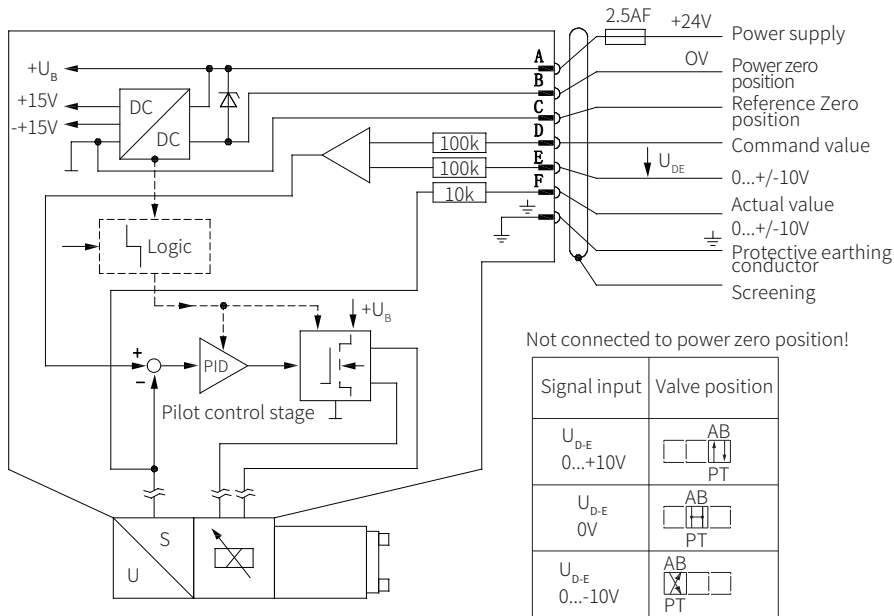 2.5AF
+24V
Power supply
A
+U_B
B
OV
Power zero
position
+15V
DC
C
Reference Zero
position
-+15V
DC
D
100k
Command value
E
100k
U_DE
0...+/-10V
F
10k
Actual value
0...+/-10V
Logic
Protective earthing
conductor
Screening
+U_B
+
-
PID
Pilot control stage
Not connected to power zero position!
Signal input
Valve position
U_D-E
0...+10V
AB
PT
U_D-E
0V
AB
PT
U_D-E
0...-10V
AB
PT
S
U